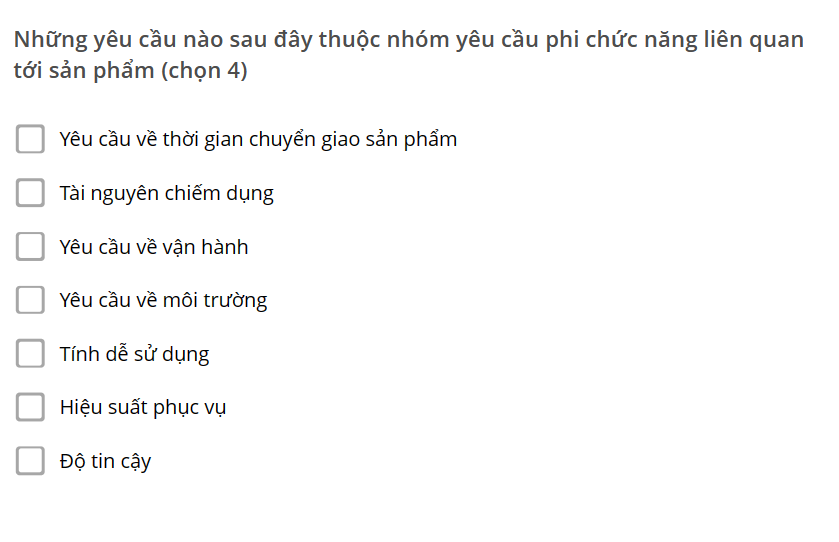 Những yêu cầu nào sau đây thuộc nhóm yêu cầu phi chức năng liên quan
tới sản phẩm (chọn 4)
Yêu cầu về thời gian chuyển giao sản phẩm
Tài nguyên chiếm dụng
Yêu cầu về vận hành
Yêu cầu về môi trường
Tính dễ sử dụng
Hiệu suất phục vụ
Độ tin cậy